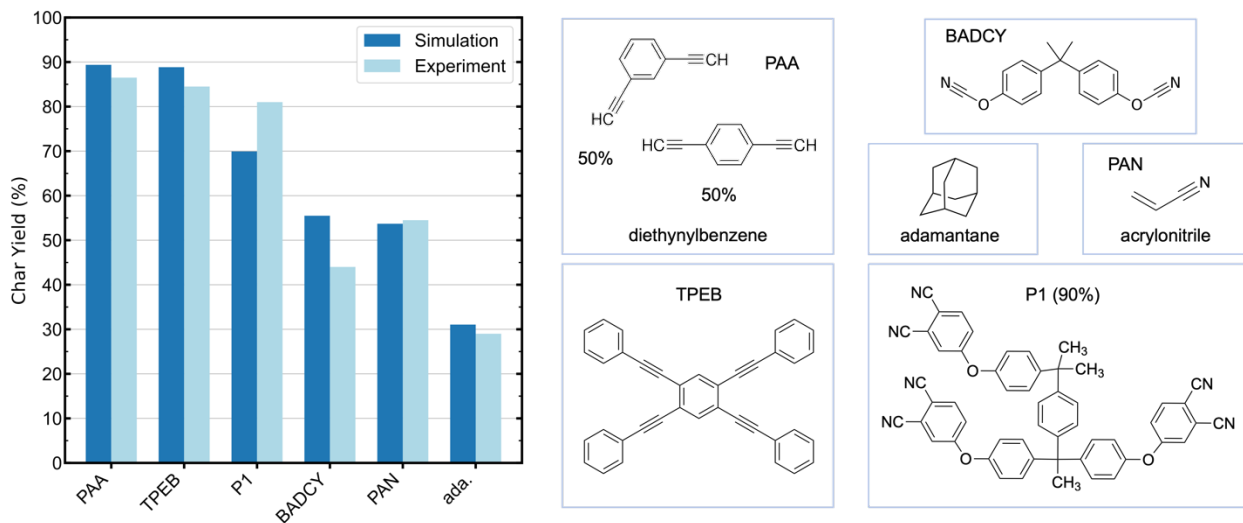 100
90
80
70
60
50
40
30
20
10
0
Char Yield (%)
Simulation
Experiment
PAA
TPEB
P1
BADCY
PAN
ada.
PAA
CH
HC
50%
HC
CH
50%
diethynylbenzene
BADCY
N
O
O
N
adamantane
PAN
N
acrylonitrile
TPEB
P1 (90%)
NC
NC
CH3
O
CH3
NC
NC
CN
CN
O
O
CH3